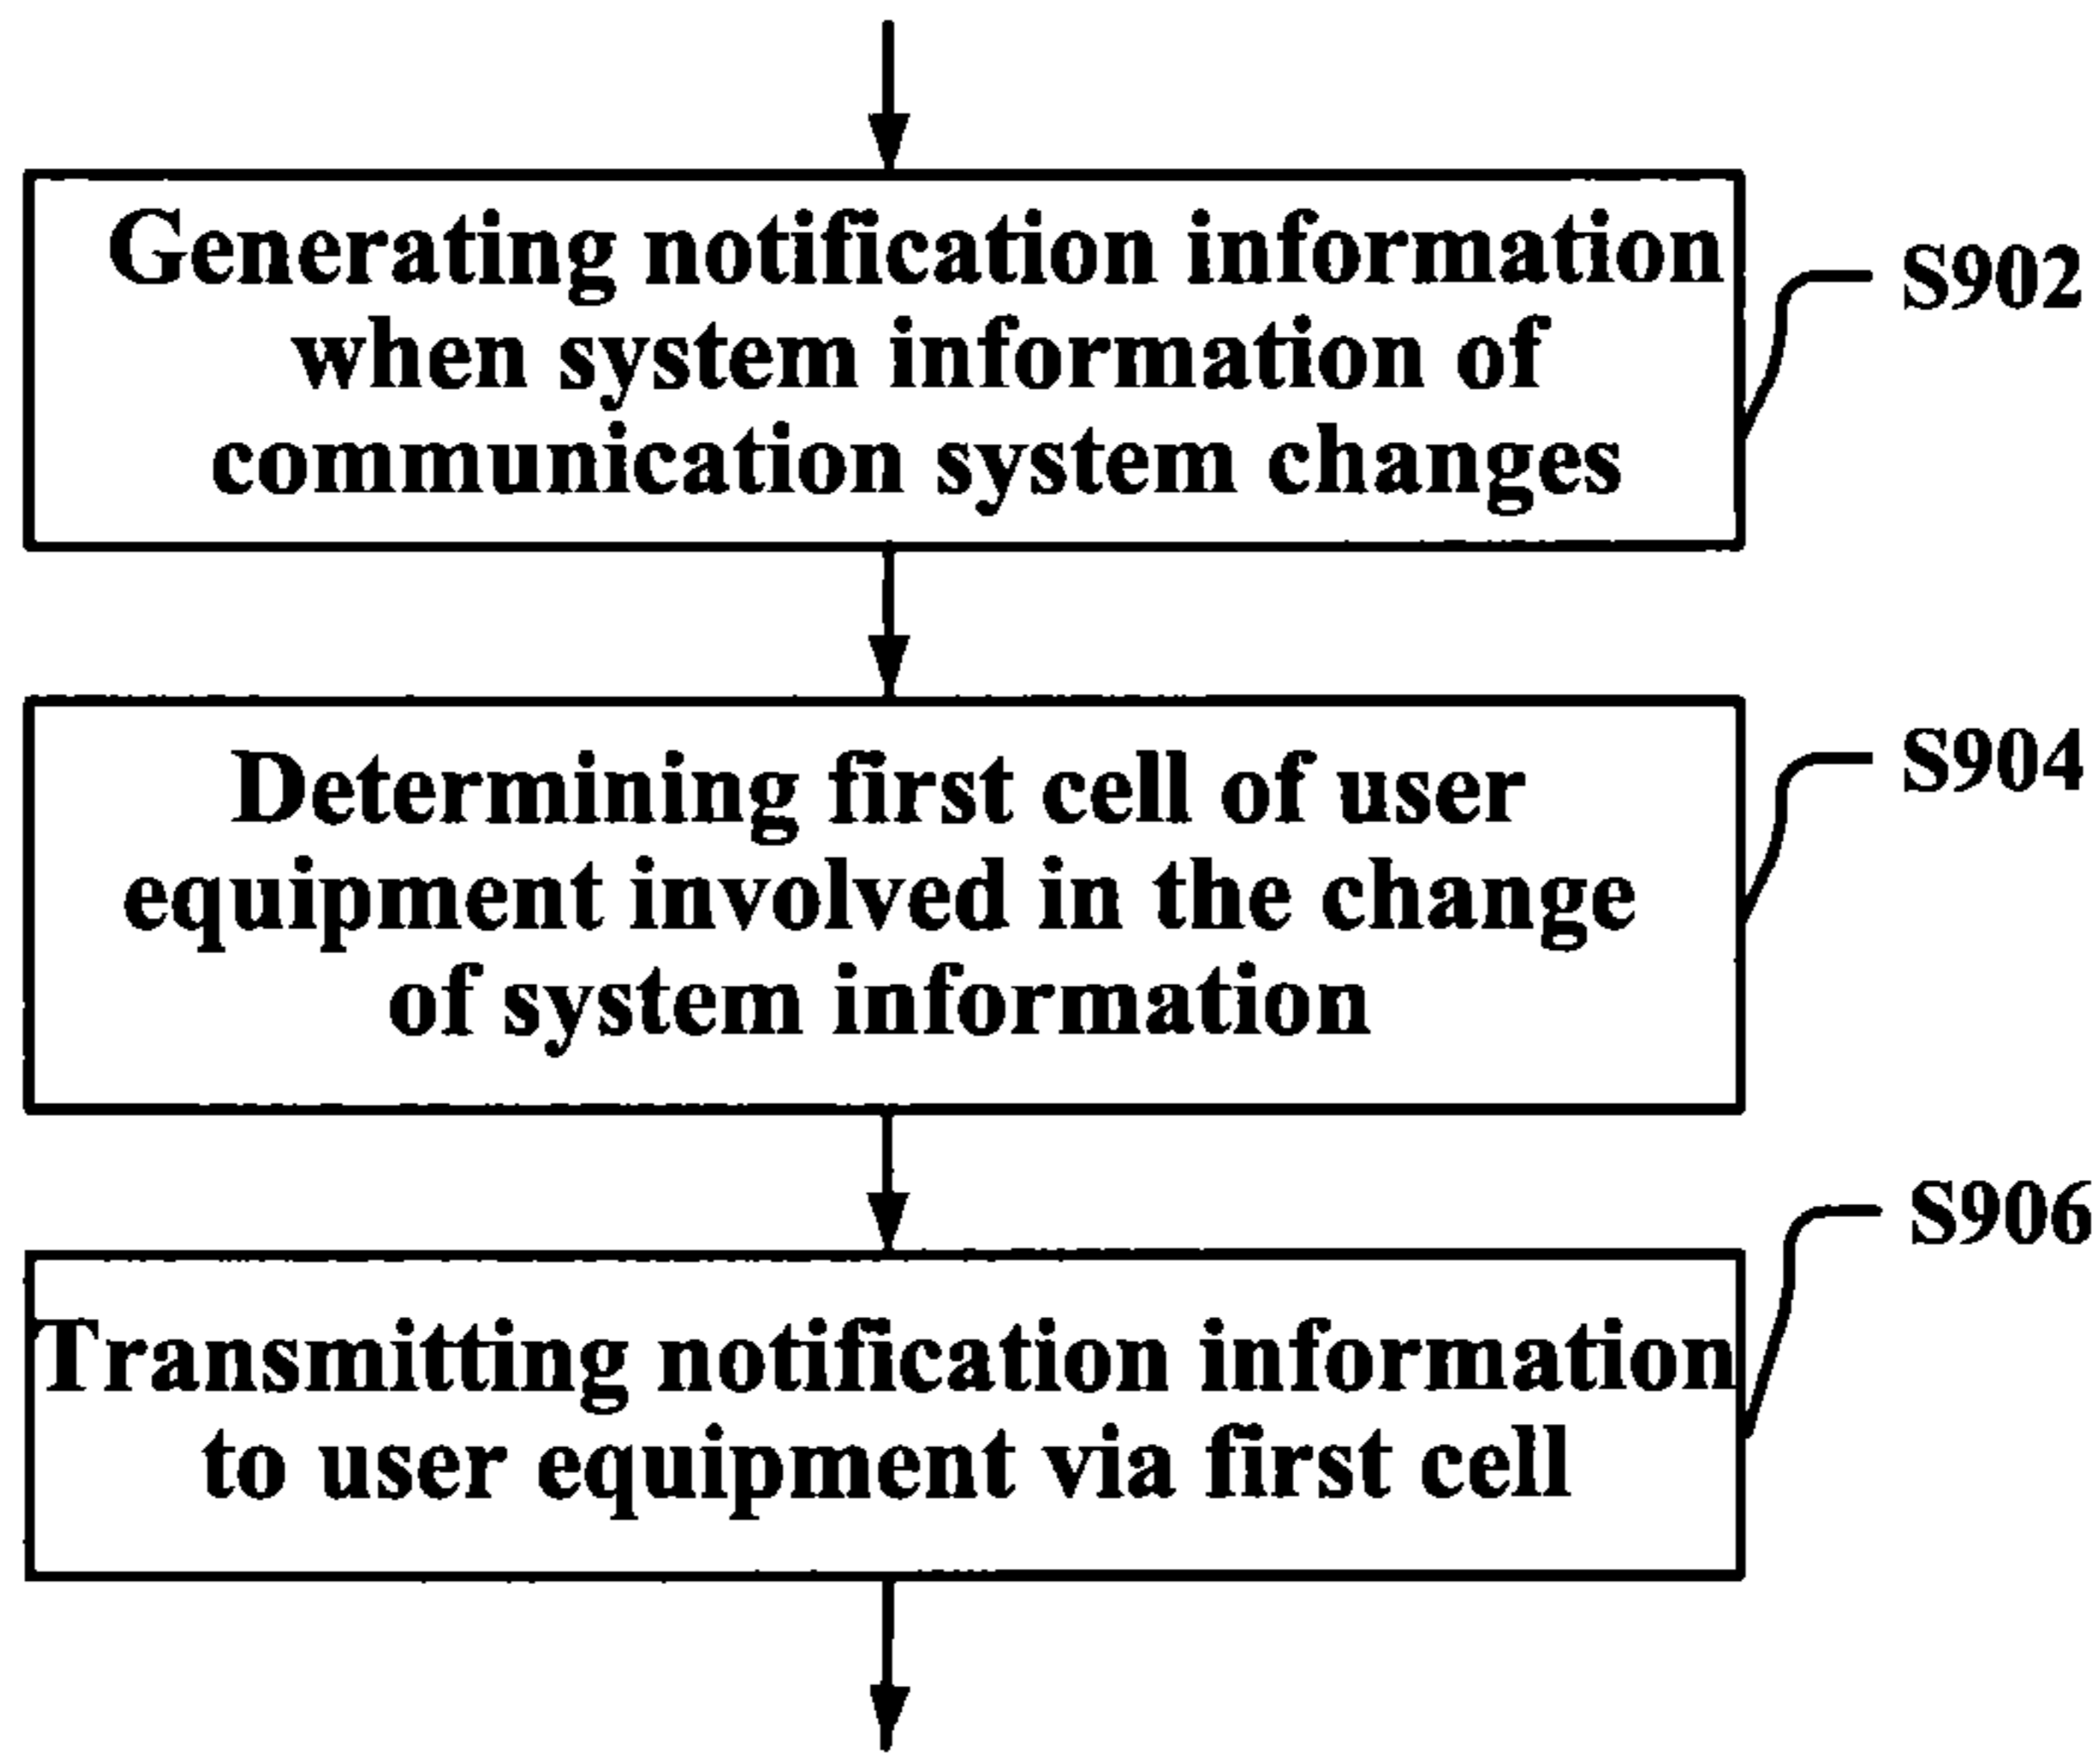 Generating notification information
when system information of
communication system changes
S902
Determining first cell of user
equipment involved in the change
of system information
S904
Transmitting notification information
to user equipment via first cell
S906